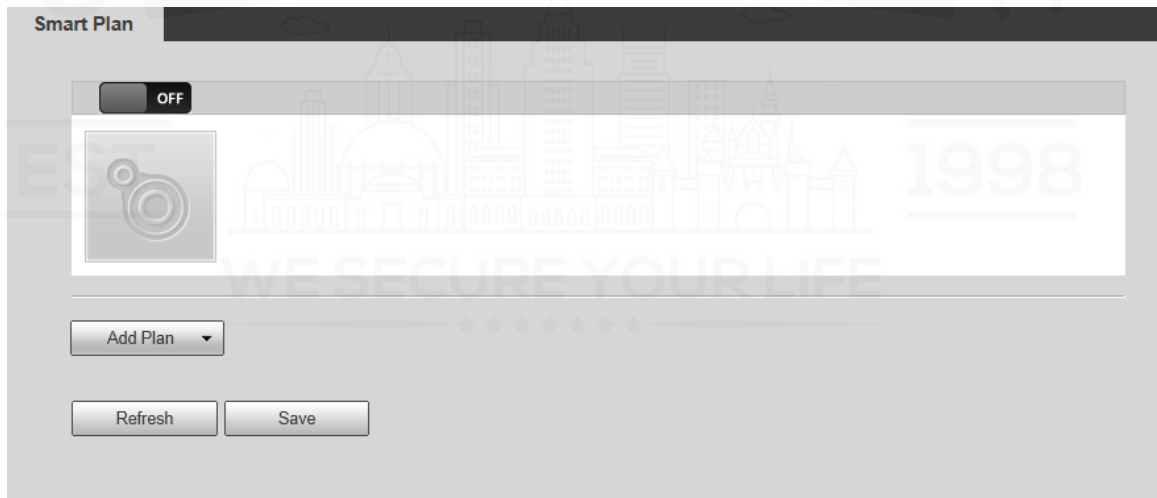 Smart Plan
OFF
EST
1998
WE SECURE YOUR LIFE
Add Plan
Refresh
Save